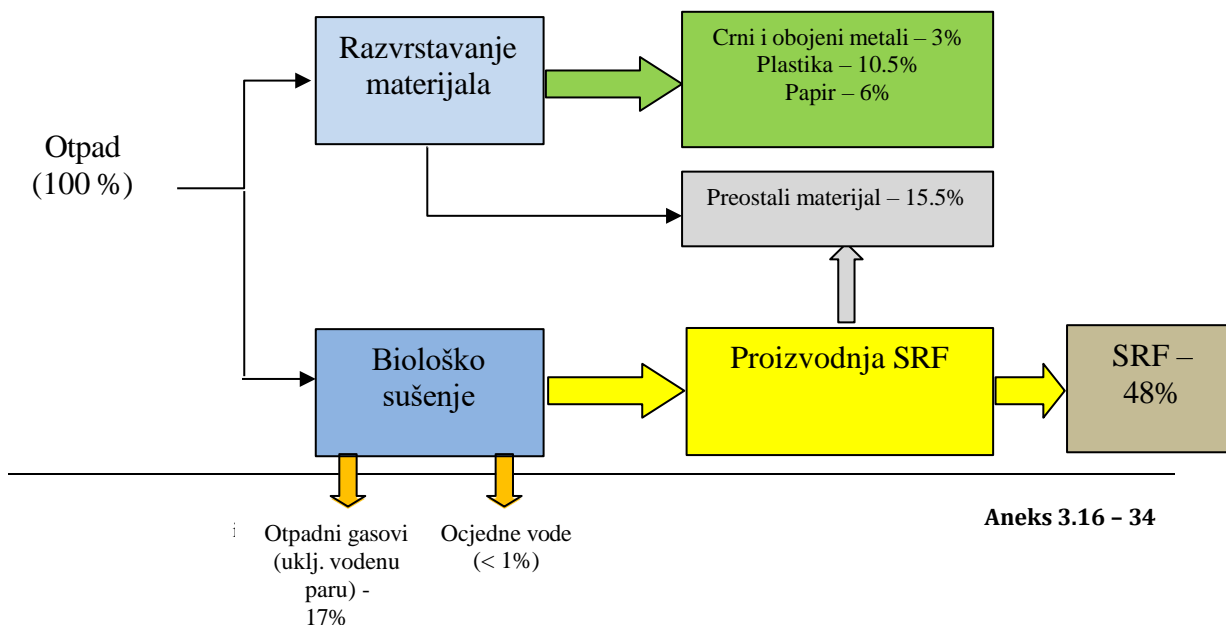 Otpad
(100 %)
Razvrstavanje
materijala
Crni i obojeni metali – 3%
Plastika – 10.5%
Papir – 6%
Preostali materijal – 15.5%
Biološko
sušenje
Proizvodnja SRF
SRF –
48%
Aneks 3.16 – 34
i
Otpadni gasovi
(uklj. vodenu
paru) -
17%
Ocjedne vode
(< 1%)